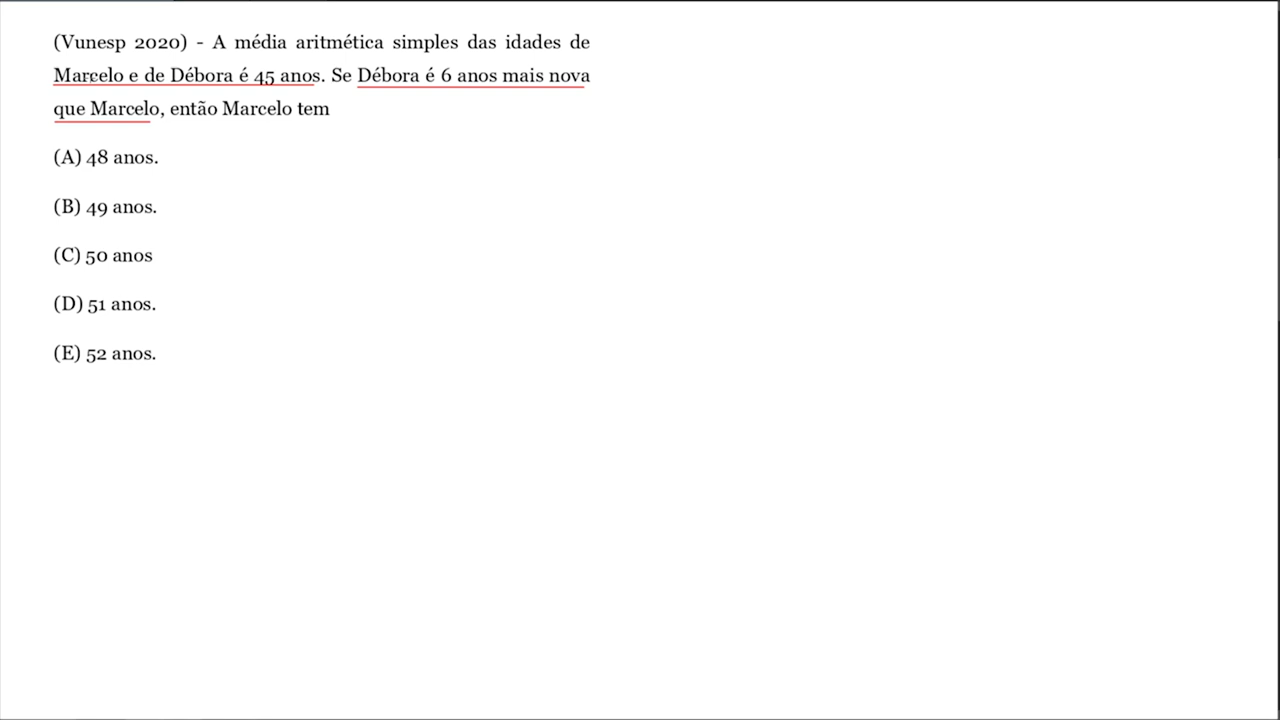 (Vunesp 2020) - A média aritmética simples das idades de
Marcelo e de Débora é 45 anos. Se Débora é 6 anos mais nova
que Marcelo, então Marcelo tem
(A) 48 anos.
(B) 49 anos.
(C) 50 anos
(D) 51 anos.
(E) 52 anos.